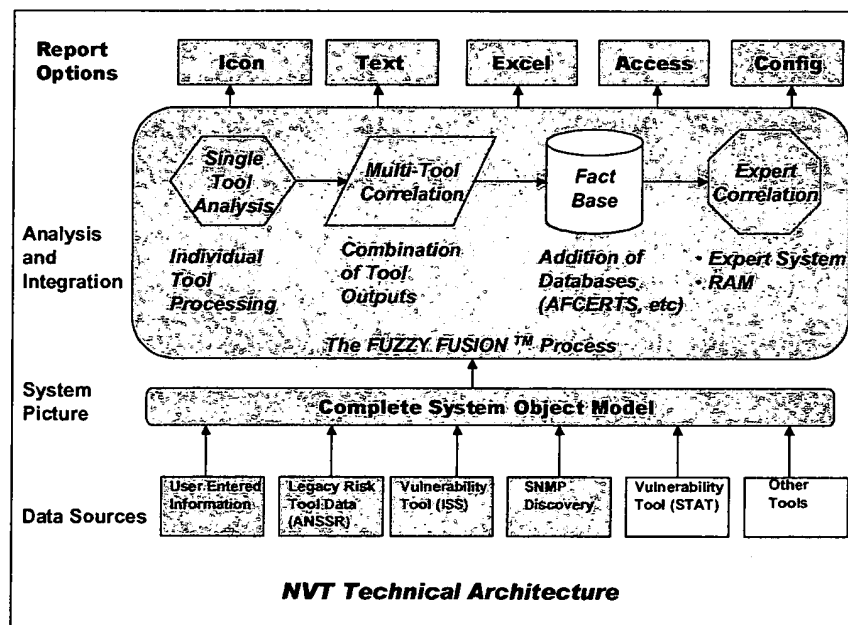 Report
Options
Icon
Text
Excel
Access
Config
Analysis
and
Integration
Single
Tool
Analysis
Multi-Tool
Correlation
Fact
Base
Expert
Correlation
Individual
Tool
Processing
Combination
of Tool
Outputs
Addition of
Databases
(AFCERTS, etc)
• Expert System
• RAM
The FUZZY FUSION ™ Process
System
Picture
Complete System Object Model
Data Sources
User Entered
Information
Legacy Risk
Tool Data
(ANSSR)
Vulnerability
Tool (ISS)
SNMP
Discovery
Vulnerability
Tool (STAT)
Other
Tools
NVT Technical Architecture